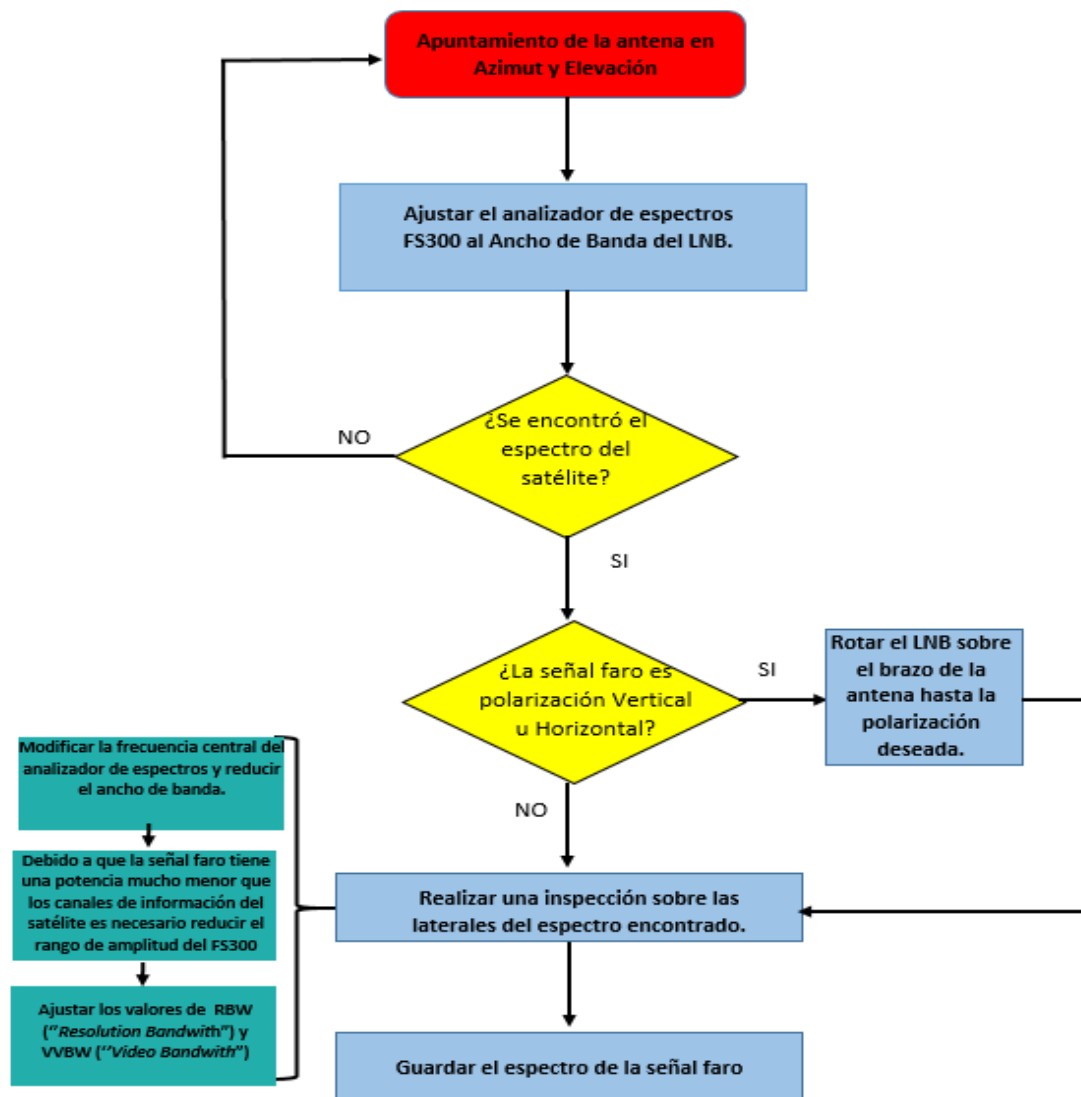 Apuntamiento de la antena en
Azimut y Elevación
Ajustar el analizador de espectros
FS300 al Ancho de Banda del LNB.
¿Se encontró el
espectro del
satélite?
NO
SI
¿La señal faro es
polarización Vertical
u Horizontal?
SI
Rotar el LNB sobre
el brazo de la
antena hasta la
polarización
deseada.
NO
Modificar la frecuencia central del
analizador de espectros y reducir
el ancho de banda.
Debido a que la señal faro tiene
una potencia mucho menor que
los canales de información del
satélite es necesario reducir el
rango de amplitud del FS300
Ajustar los valores de RBW
(“Resolution Bandwith”) y
VVBW (‘’Video Bandwith”)
Realizar una inspección sobre las
laterales del espectro encontrado.
Guardar el espectro de la señal faro